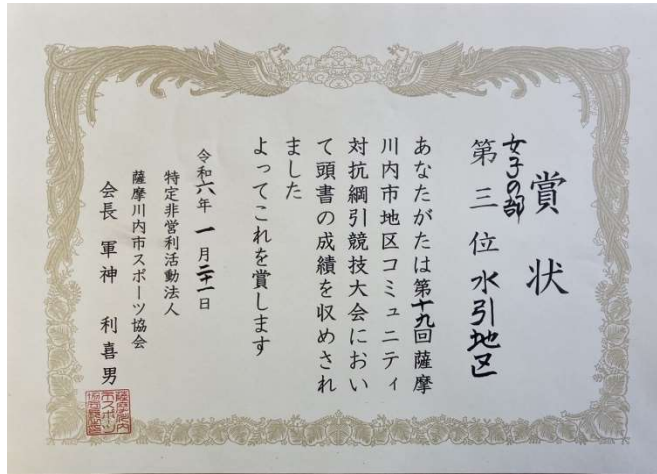 賞状
女子の部
第三位 水引地区
あなたがたは第十九回薩摩
川内市地区コミュニティ
対抗綱引競技大会におい
て頭書の成績を収めされ
ました
よってこれを賞します
令和六年一月二十一日
特定非営利活動法人
薩摩川内市スポーツ協会
会長 軍神 利喜男